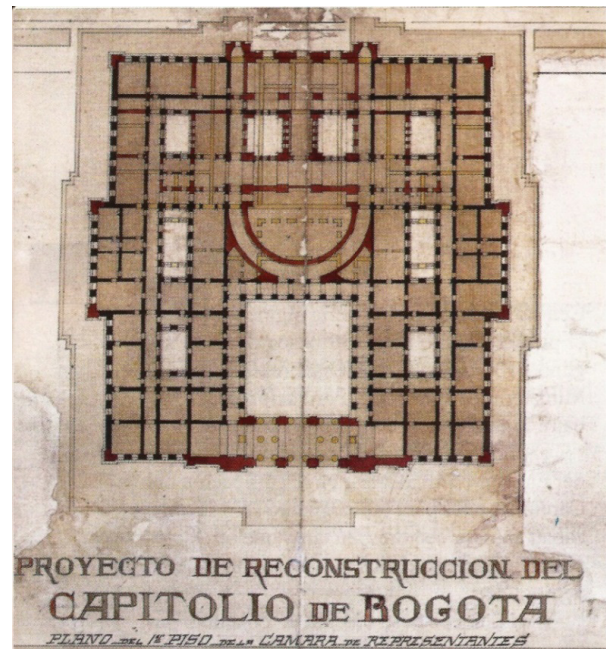 PROYECTO DE RECONSTRUCCION DEL
CAPITOLIO DE BOGOTA
PLANO DEL 1ER PISO DE LA CAMARA DE REPRESENTANTES